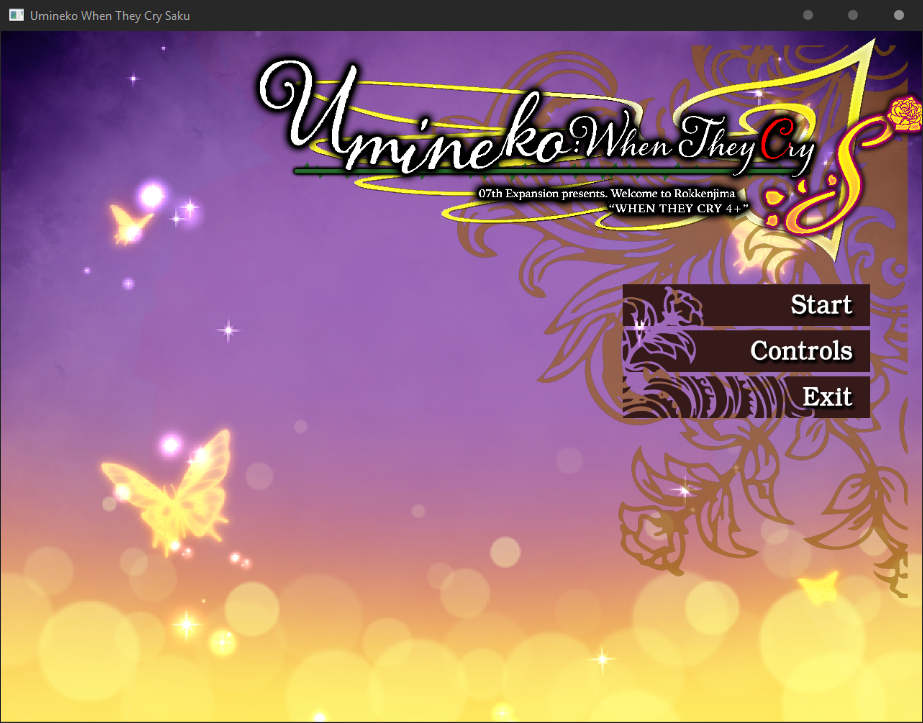 Umineko When They Cry Saku
Umineko:When They Cry S
07th Expansion presents. Welcome to Rokkenjima
"WHEN THEY CRY 4+"
Start
Controls
Exit